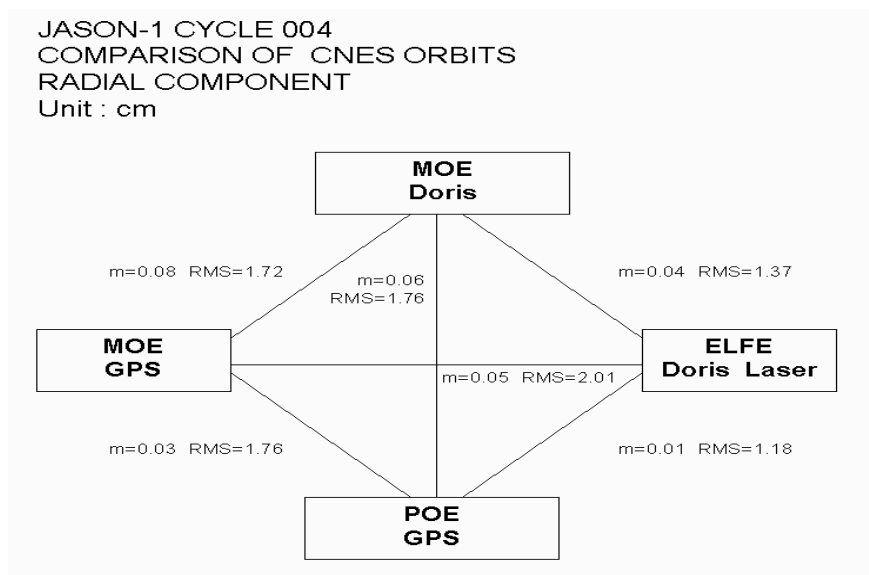 JASON-1 CYCLE 004
COMPARISON OF CNES ORBITS
RADIAL COMPONENT
Unit : cm
MOE
Doris
m=0.08 RMS=1.72
m=0.06
RMS=1.76
m=0.04 RMS=1.37
MOE
GPS
ELFE
Doris Laser
m=0.05 RMS=2.01
m=0.03 RMS=1.76
m=0.01 RMS=1.18
POE
GPS